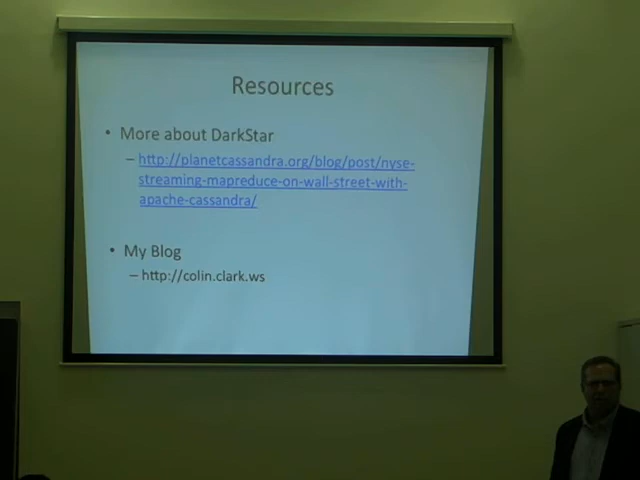 Resources
• More about DarkStar
– http://planetcassandra.org/blog/post/nyse-
streaming-mapreduce-on-wall-street-with-
apache-cassandra/
• My Blog
– http://colin.clark.ws